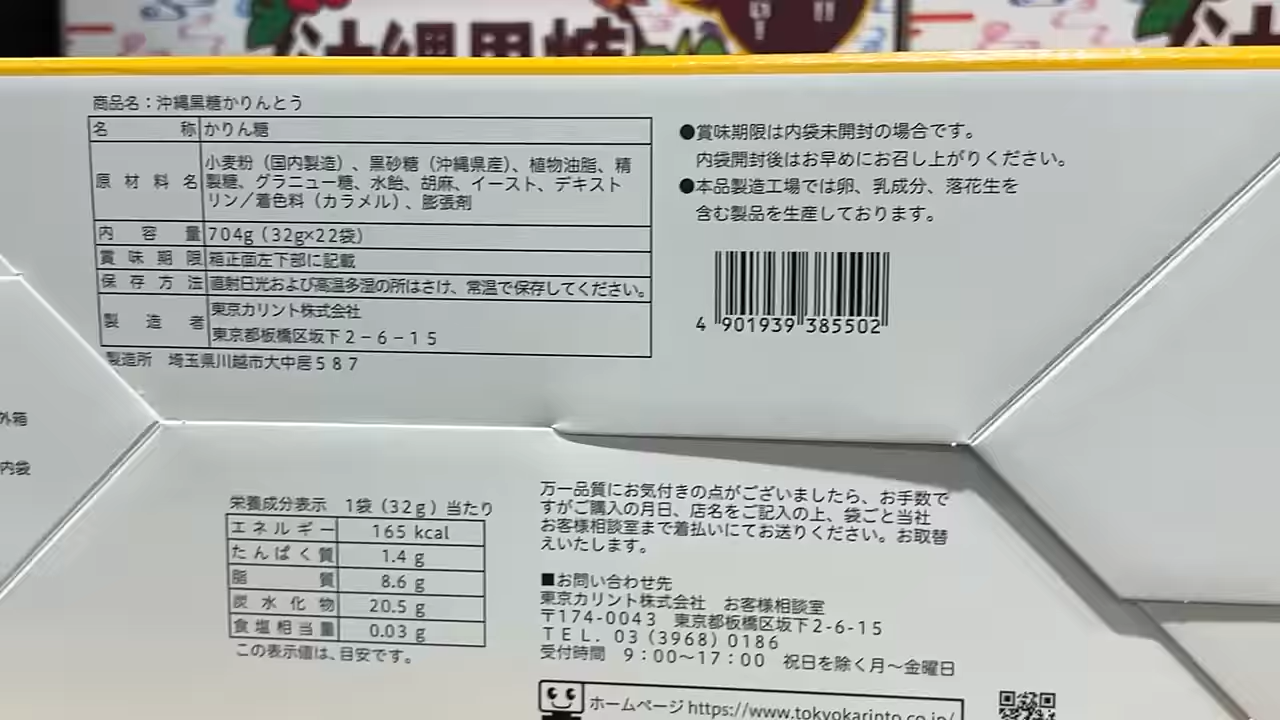 沖縄黒糖
商品名：沖縄黒糖かりんとう
名称 かりん糖
原材料名 小麦粉（国内製造）、黒砂糖（沖縄県産）、植物油脂、精
製糖、グラニュー糖、水飴、胡麻、イースト、デキスト
リン／着色料（カラメル）、膨張剤
内容量 704g（32g×22袋）
賞味期限 箱正面左下部に記載
保存方法 直射日光および高温多湿の所はさけ、常温で保存してください。
製造者 東京カリント株式会社
東京都板橋区坂下2－6－15
製造所 埼玉県川越市大中居587
●賞味期限は内袋未開封の場合です。
内袋開封後はお早めにお召し上がりください。
●本品製造工場では卵、乳成分、落花生を
含む製品を生産しております。
4 901939 385502
外箱
内袋
栄養成分表示 1袋（32g）当たり
エネルギー 165 kcal
たんぱく質 1.4 g
脂質 8.6 g
炭水化物 20.5 g
食塩相当量 0.03 g
この表示値は、目安です。
万一品質にお気付きの点がございましたら、お手数で
すがご購入の月日、店名をご記入の上、袋ごと当社
お客様相談室まで着払いにてお送りください。お取替
えいたします。
■お問い合わせ先
東京カリント株式会社 お客様相談室
〒174-0043 東京都板橋区坂下2-6-15
TEL. 03（3968）0186
受付時間 9：00～17：00 祝日を除く月～金曜日
ホームページ https://www.tokyokarinto.co.jp/